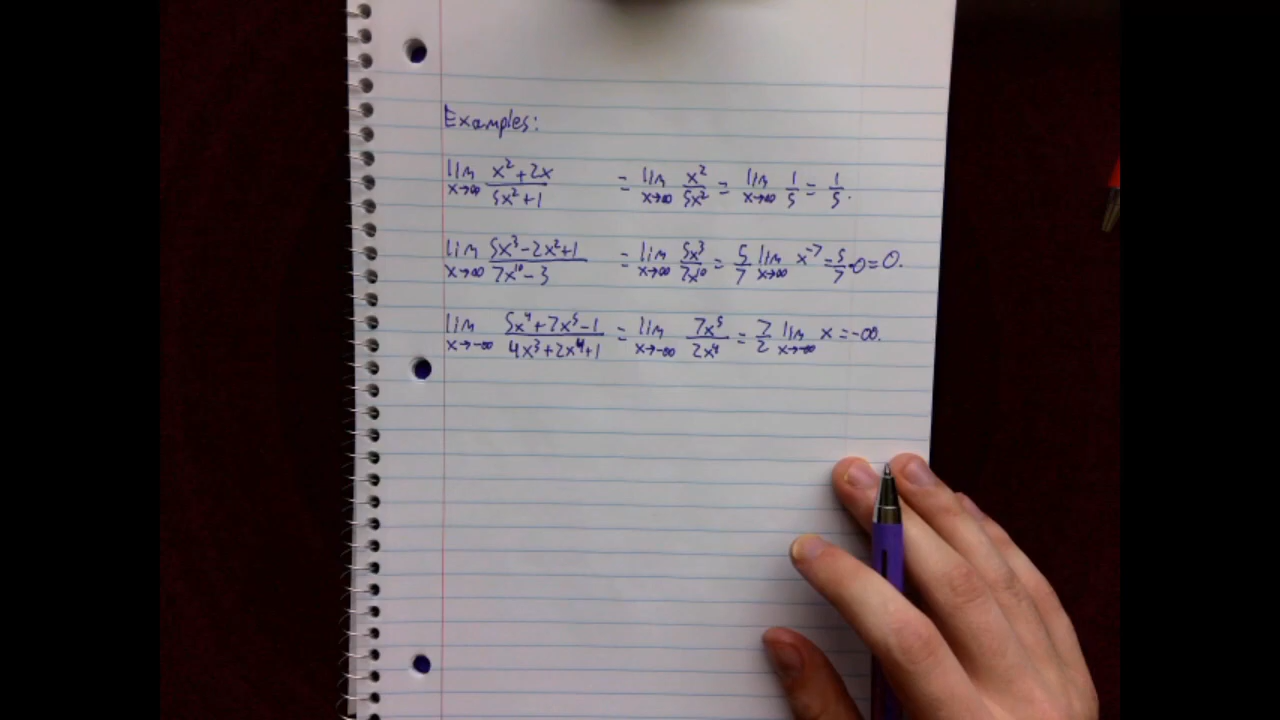 Examples:
lim x→∞ (x² + 2x)/(5x² + 1) = lim x→∞ x²/5x² = lim x→∞ 1/5 = 1/5.
lim x→∞ (5x³ - 2x² + 1)/(7x¹⁰ - 3) = lim x→∞ 5x³/7x¹⁰ = 5/7 lim x→∞ x⁻⁷ = 5/7 · 0 = 0.
lim x→-∞ (5x⁴ + 7x⁵ - 1)/(4x³ + 2x⁴ + 1) = lim x→-∞ 7x⁵/2x⁴ = 7/2 lim x→-∞ x = -∞.